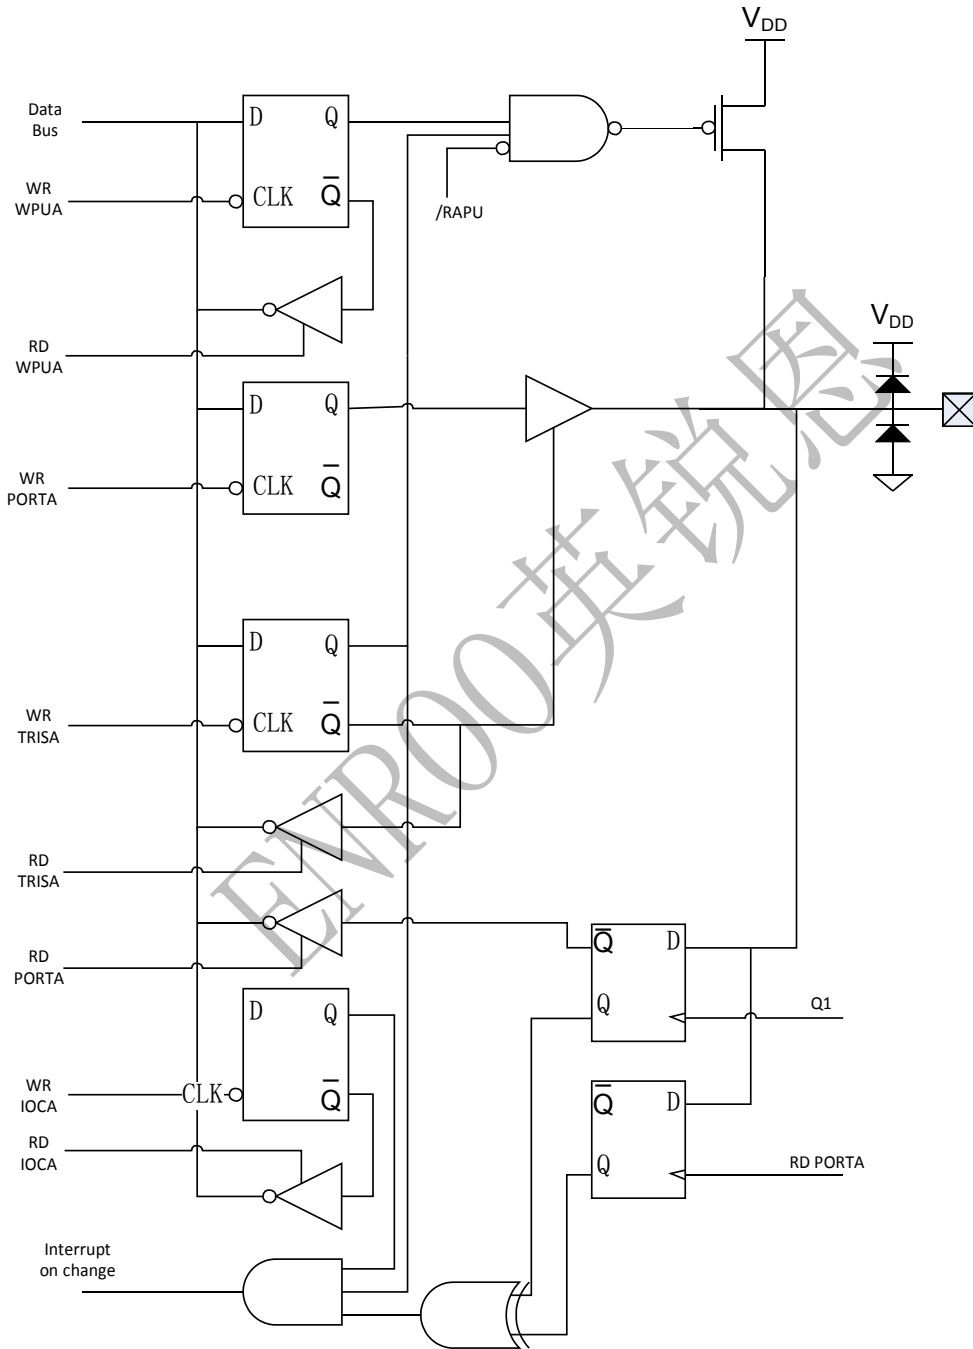 VDD
Data
Bus
D
Q
WR
WPUA
CLK
Q̅
/RAPU
RD
WPUA
VDD
D
Q
WR
PORTA
CLK
Q̅
D
Q
WR
TRISA
CLK
Q̅
RD
TRISA
RD
PORTA
Q̅
D
Q
Q1
D
Q
WR
IOCA
CLK
Q̅
RD
IOCA
Q̅
D
Q
RD PORTA
Interrupt
on change
ENROO英锐恩